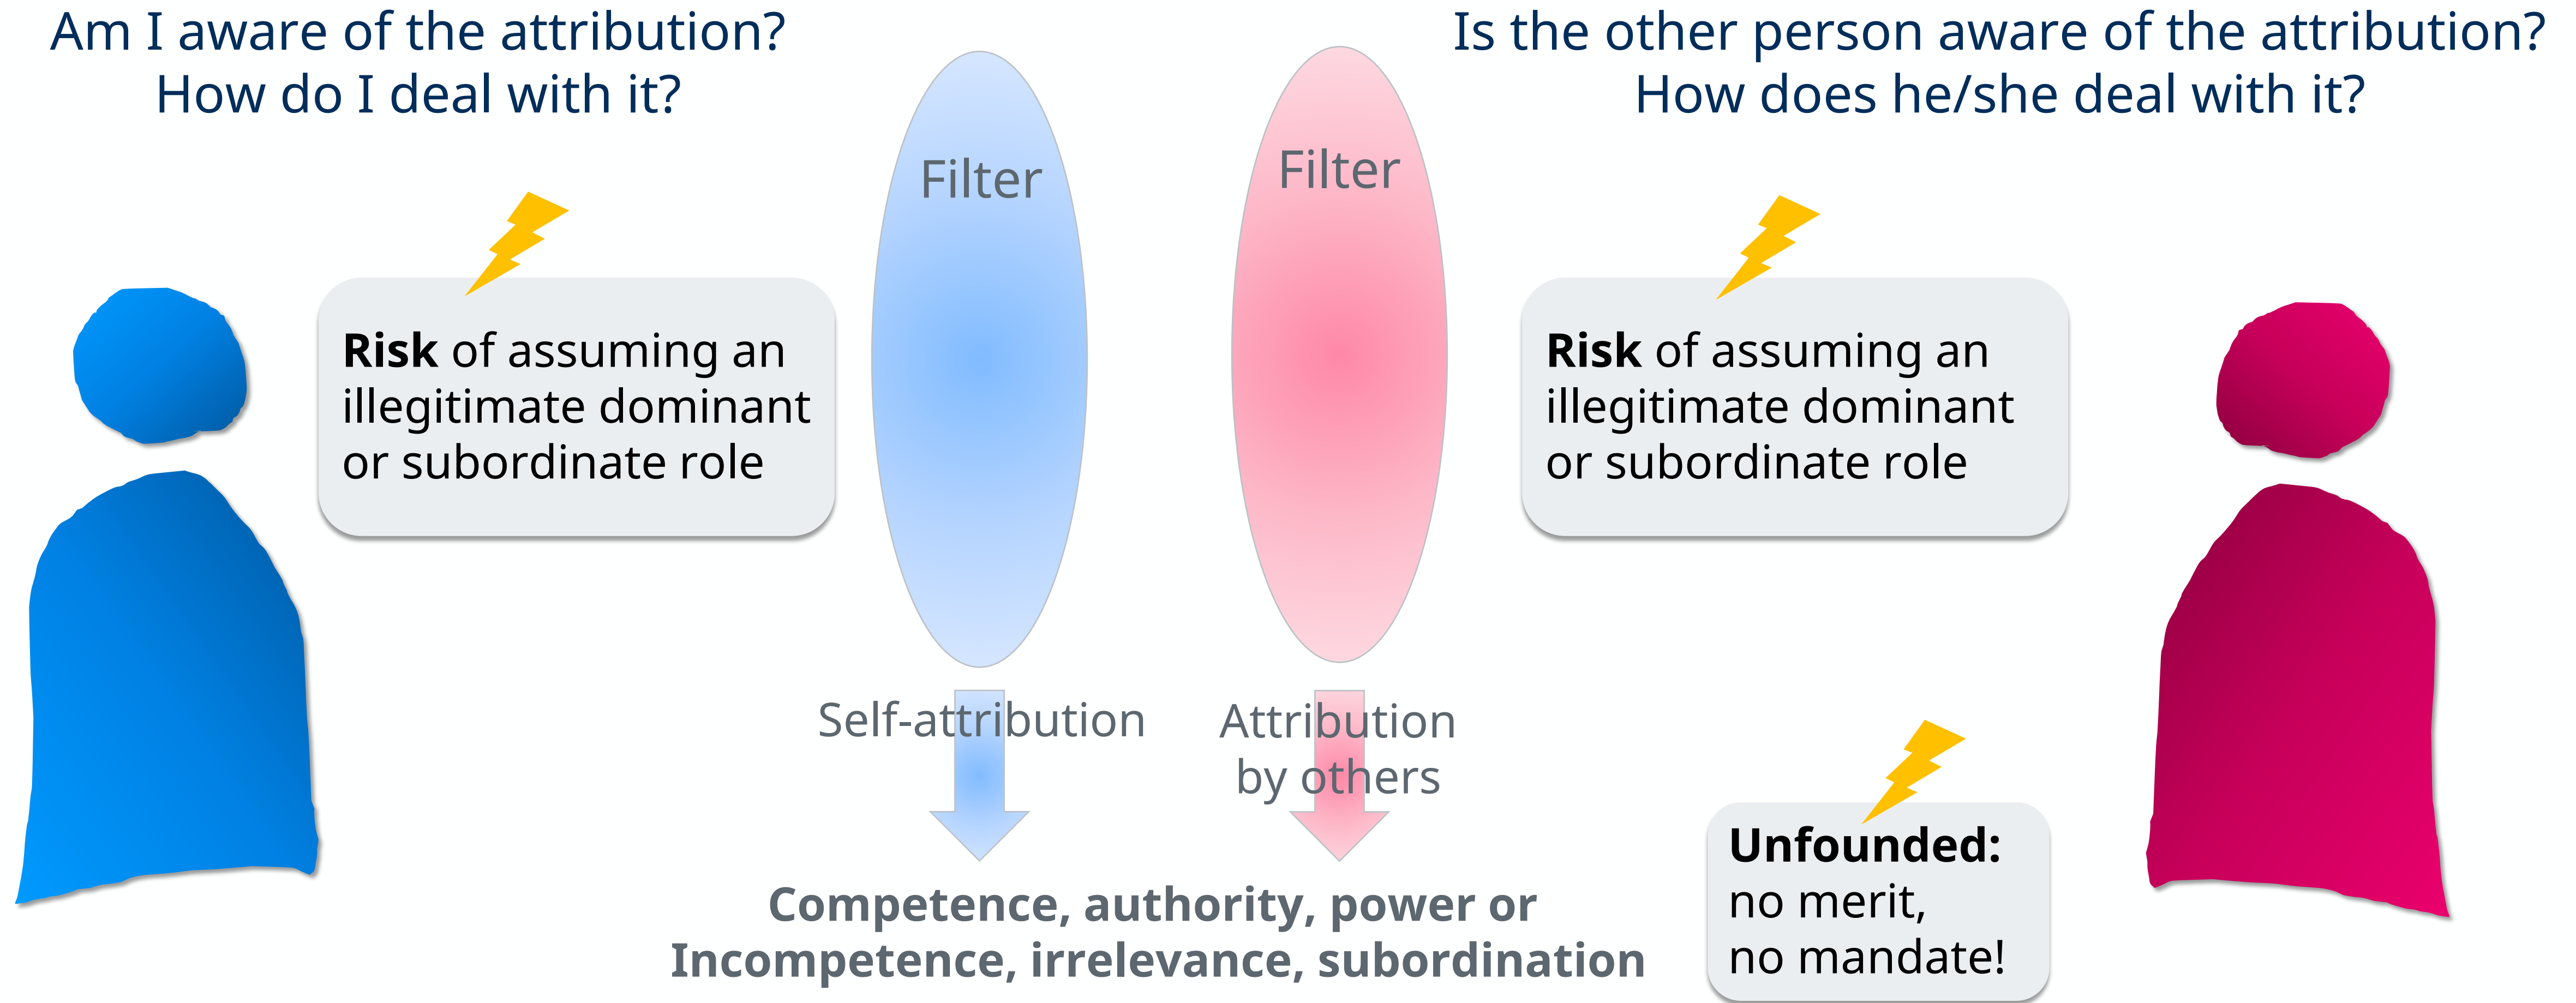 Am I aware of the attribution?
How do I deal with it?
Is the other person aware of the attribution?
How does he/she deal with it?
Filter
Filter
Risk of assuming an
illegitimate dominant
or subordinate role
Risk of assuming an
illegitimate dominant
or subordinate role
Self-attribution
Attribution
by others
Competence, authority, power or
Incompetence, irrelevance, subordination
Unfounded:
no merit,
no mandate!